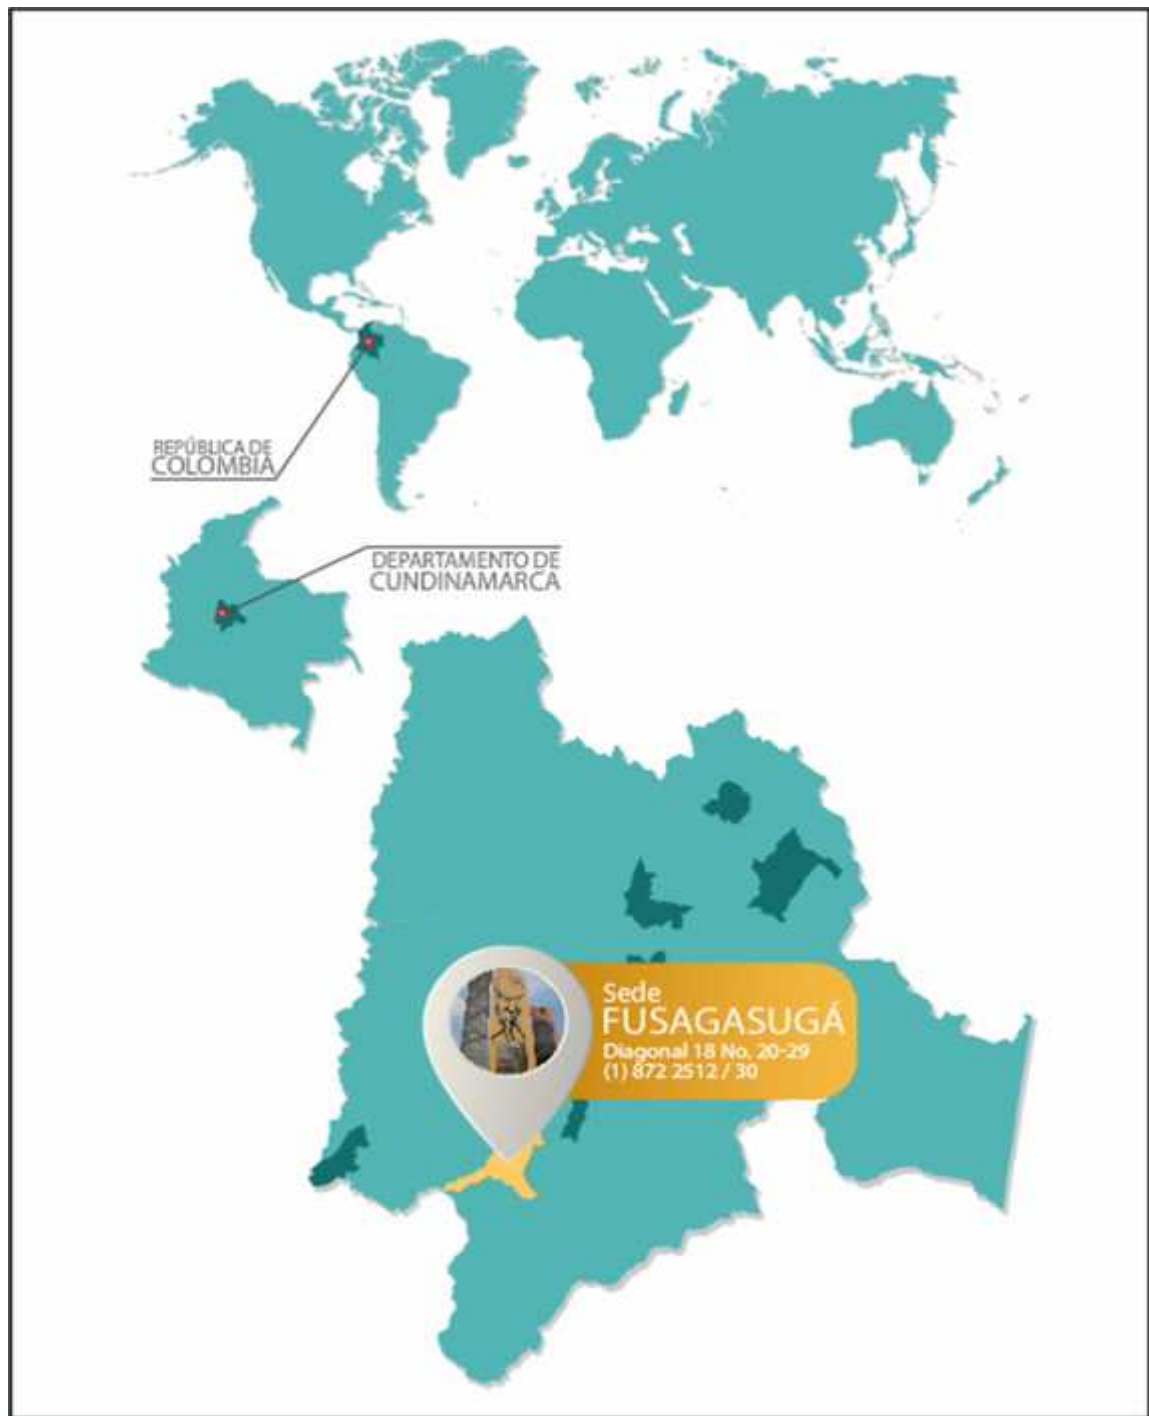 REPÚBLICA DE
COLOMBIA
DEPARTAMENTO DE
CUNDINAMARCA
Sede
FUSAGASUGÁ
Diagonal 18 No. 20-29
(1) 872 2512 / 30